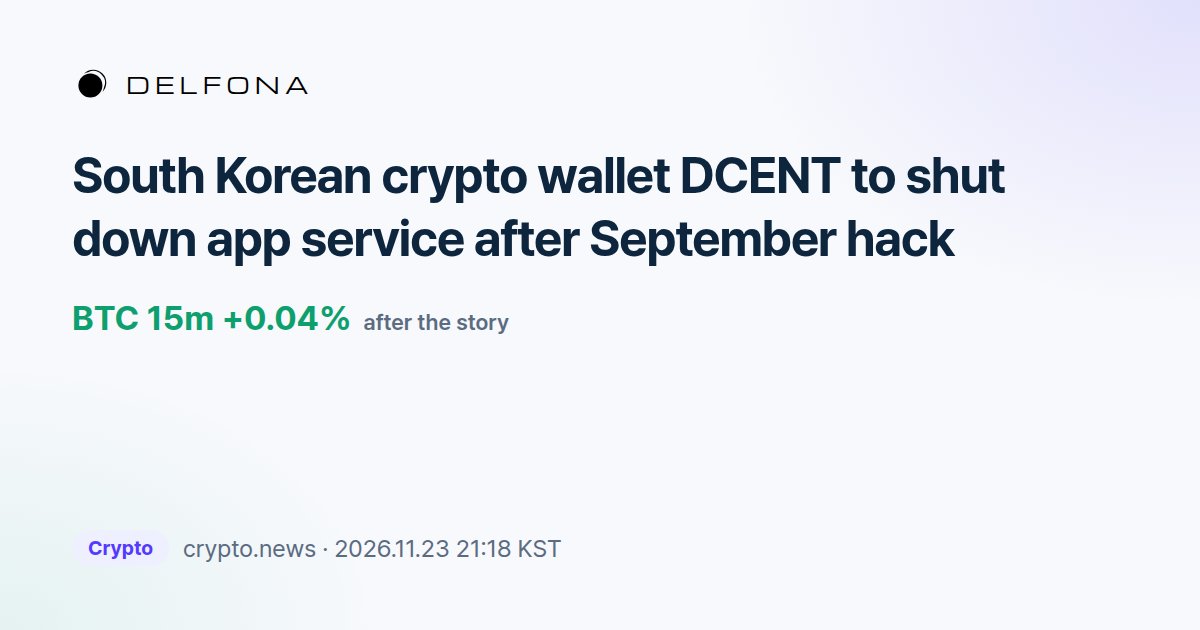 DELFONA
South Korean crypto wallet DCENT to shut
down app service after September hack
BTC 15m +0.04% after the story
Crypto crypto.news · 2026.11.23 21:18 KST